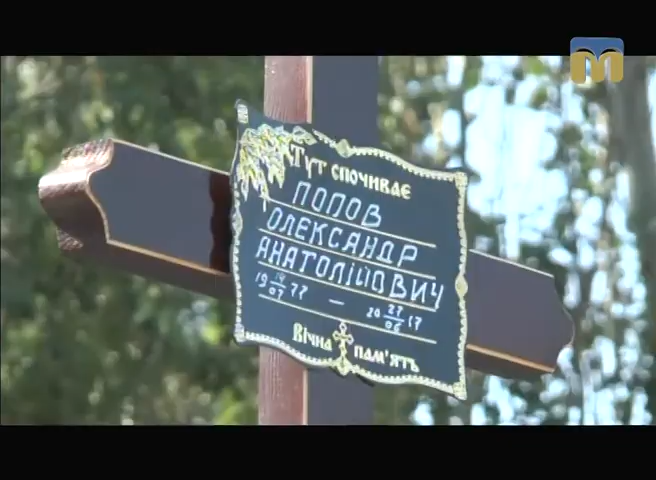 Тут спочиває
ПОПОВ
ОЛЕКСАНДР
АНАТОЛІЙОВИЧ
19 14/07 77 – 20 27/06 17
Вічна пам'ять